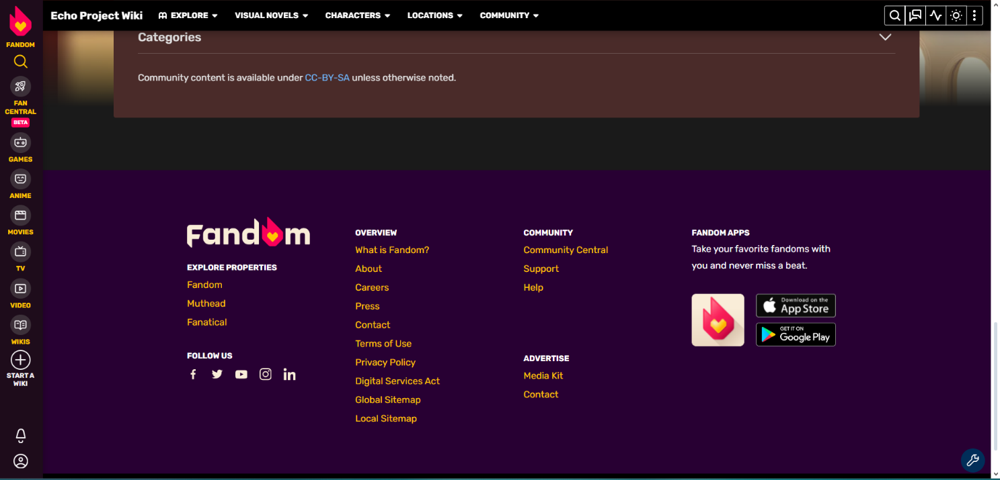 Echo Project Wiki
EXPLORE
VISUAL NOVELS
CHARACTERS
LOCATIONS
COMMUNITY
FANDOM
FAN
CENTRAL
BETA
GAMES
ANIME
MOVIES
TV
VIDEO
WIKIS
START A
WIKI
Categories
Community content is available under CC-BY-SA unless otherwise noted.
Fandom
EXPLORE PROPERTIES
Fandom
Muthead
Fanatical
FOLLOW US
OVERVIEW
What is Fandom?
About
Careers
Press
Contact
Terms of Use
Privacy Policy
Digital Services Act
Global Sitemap
Local Sitemap
COMMUNITY
Community Central
Support
Help
ADVERTISE
Media Kit
Contact
FANDOM APPS
Take your favorite fandoms with
you and never miss a beat.
Download on the
App Store
GET IT ON
Google Play